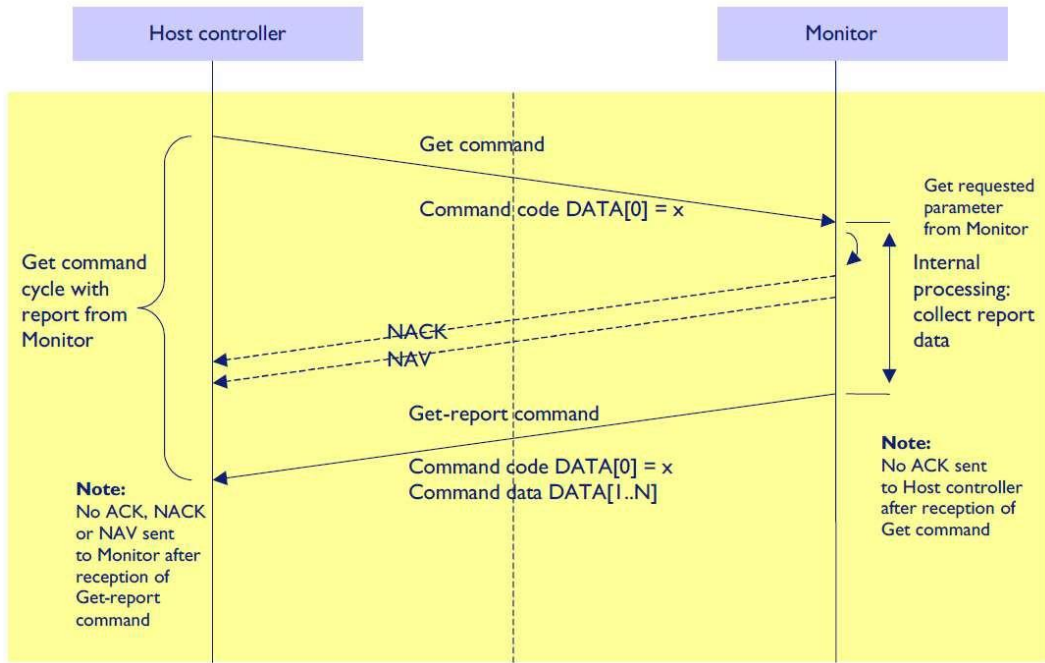 Host controller
Monitor
Get command
Command code DATA[0] = x
Get requested
parameter
from Monitor
Get command
cycle with
report from
Monitor
Internal
processing:
collect report
data
NACK
NAV
Get-report command
Command code DATA[0] = x
Command data DATA[1..N]
Note:
No ACK sent
to Host controller
after reception of
Get command
Note:
No ACK, NACK
or NAV sent
to Monitor after
reception of
Get-report
command